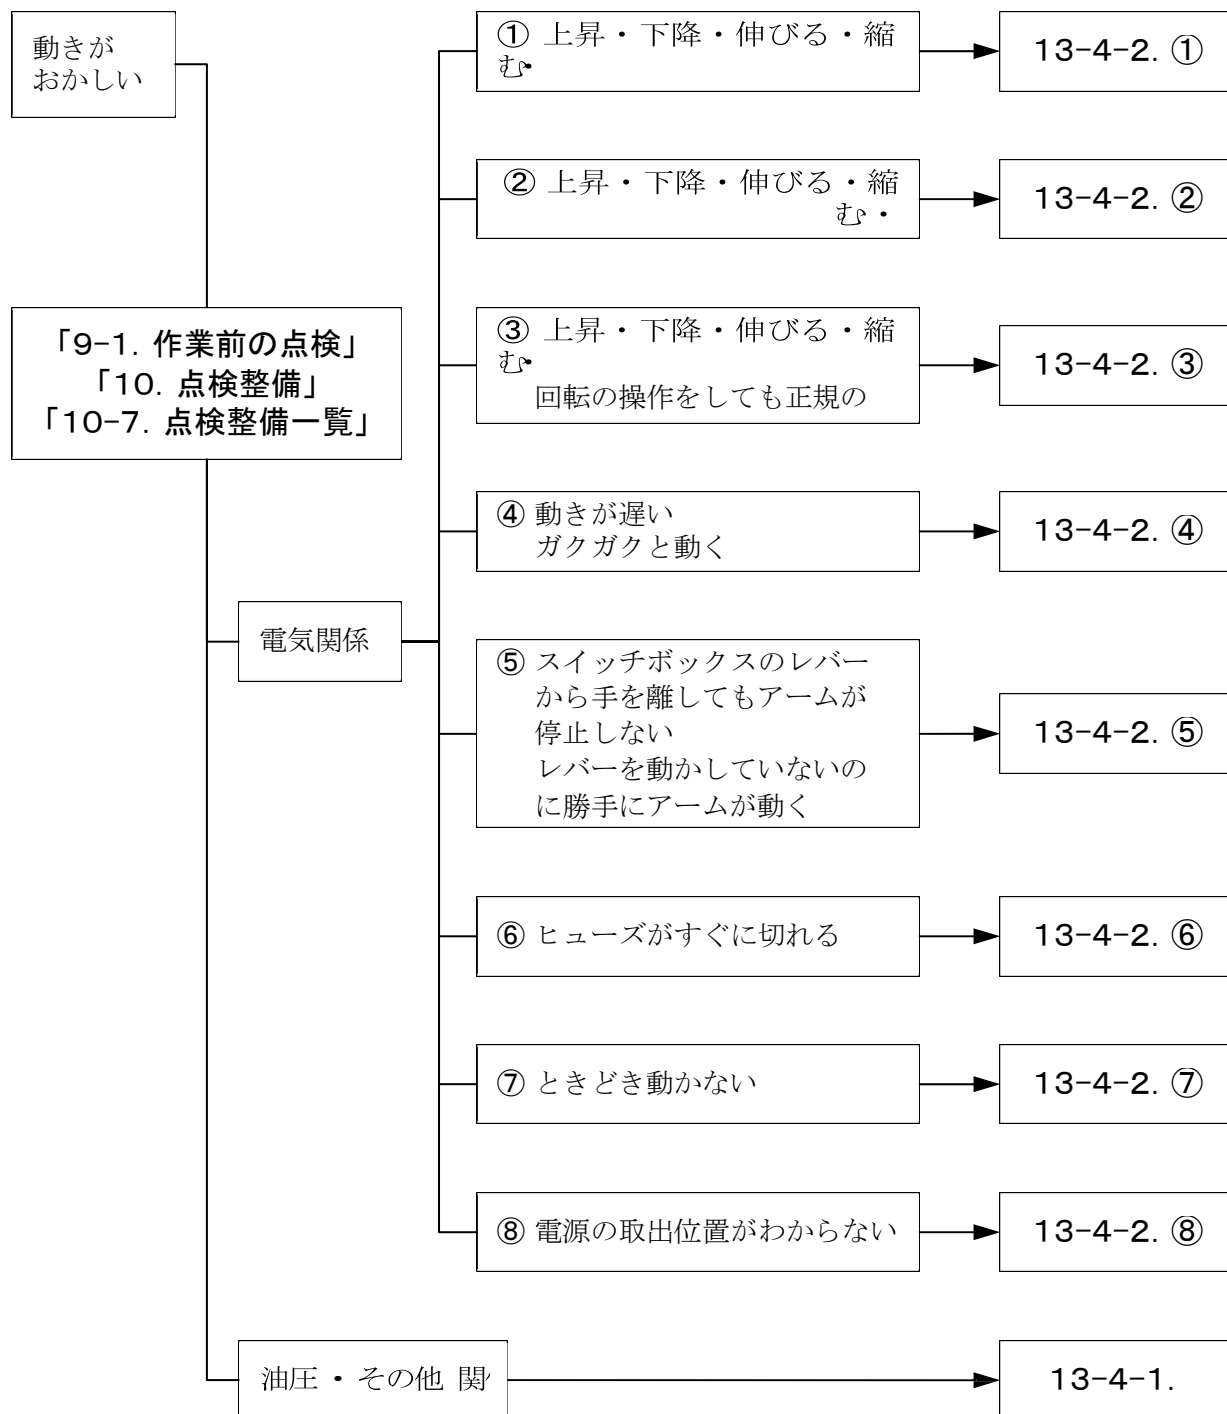 動きが
おかしい
「9-1. 作業前の点検」
「10. 点検整備」
「10-7. 点検整備一覧」
電気関係
① 上昇・下降・伸びる・縮
む・
13-4-2. ①
② 上昇・下降・伸びる・縮
む・
13-4-2. ②
③ 上昇・下降・伸びる・縮
む・
回転の操作をしても正規の
13-4-2. ③
④ 動きが遅い
ガクガクと動く
13-4-2. ④
⑤ スイッチボックスのレバー
から手を離してもアームが
停止しない
レバーを動かしていないの
に勝手にアームが動く
13-4-2. ⑤
⑥ ヒューズがすぐに切れる
13-4-2. ⑥
⑦ ときどき動かない
13-4-2. ⑦
⑧ 電源の取出位置がわからない
13-4-2. ⑧
油圧・その他 関
13-4-1.